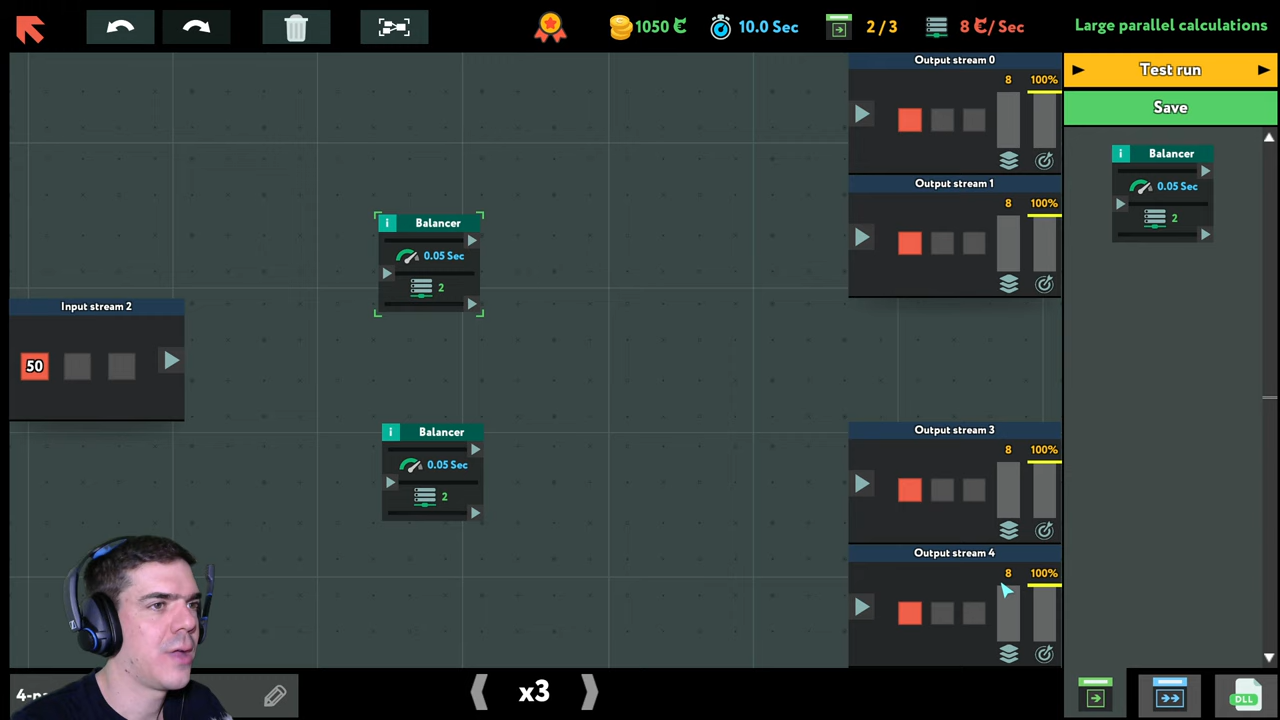 1050 €
10.0 Sec
2 / 3
8 €/Sec
Large parallel calculations
Test run
Save
Output stream 0
8 100%
Output stream 1
8 100%
i Balancer
0.05 Sec
2
i Balancer
0.05 Sec
2
Input stream 2
50
i Balancer
0.05 Sec
2
Output stream 3
8 100%
Output stream 4
8 100%
x3
DLL